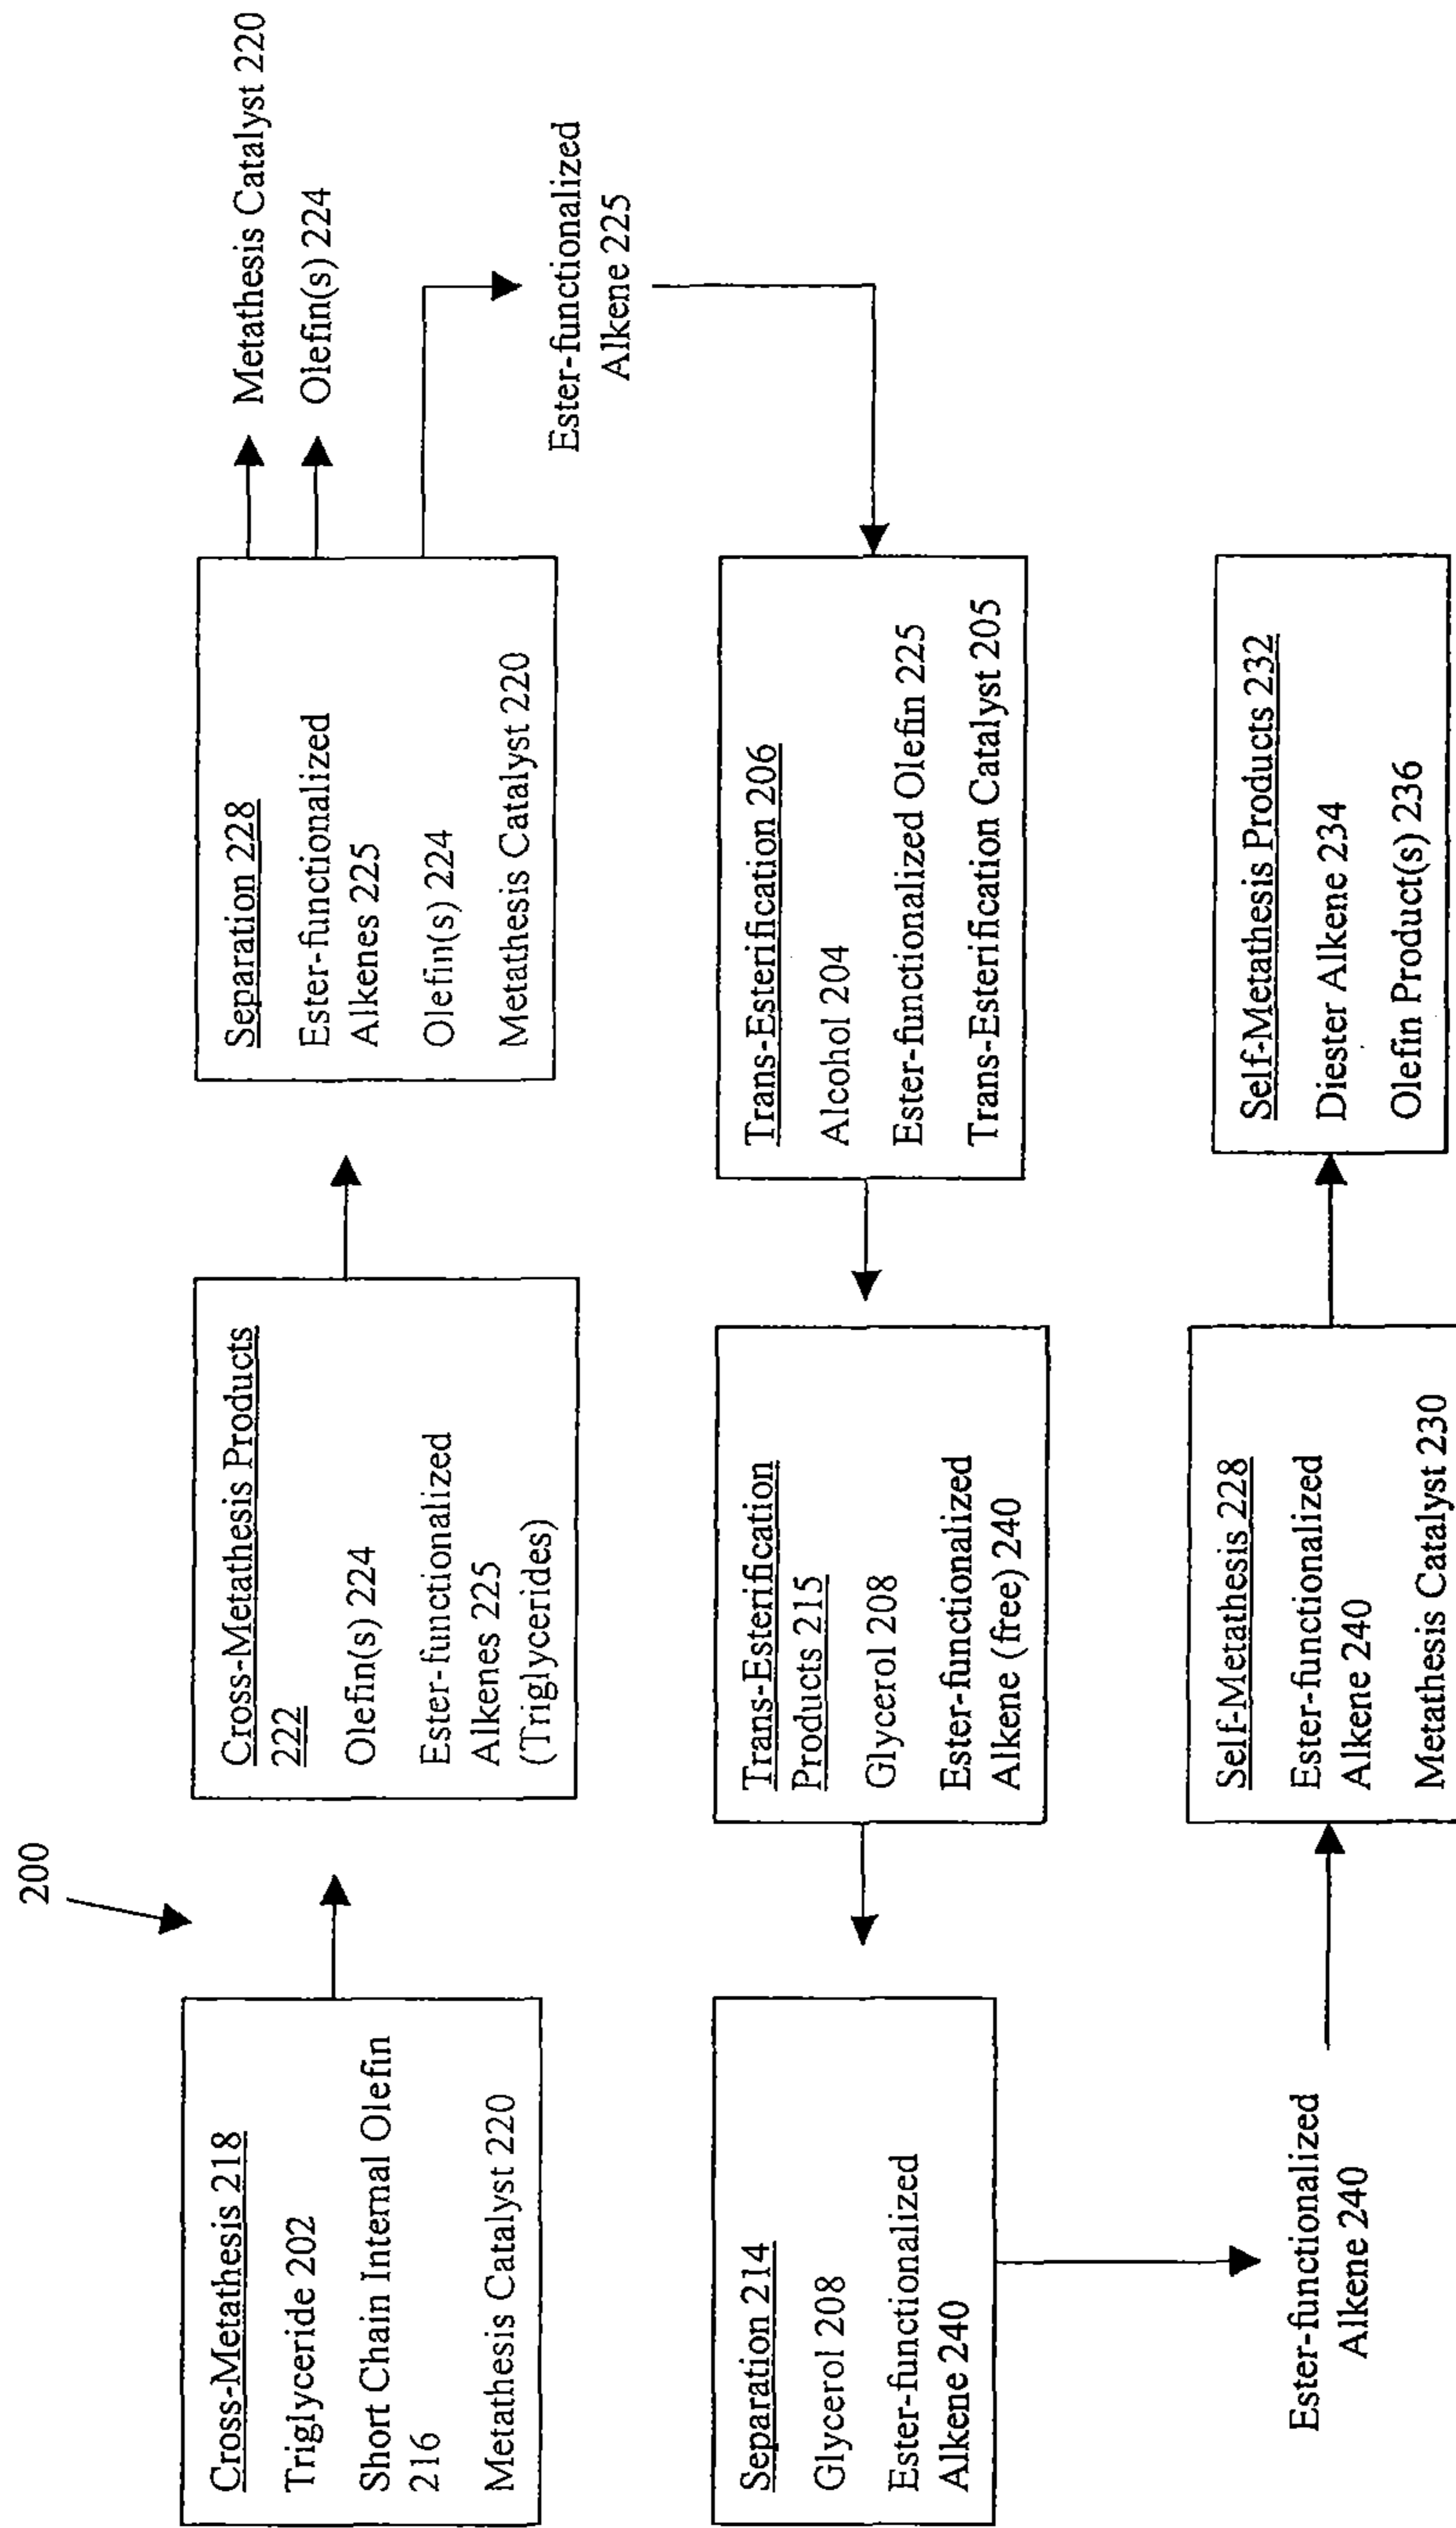 200
Cross-Metathesis 218
Triglyceride 202
Short Chain Internal Olefin
216
Metathesis Catalyst 220
Cross-Metathesis Products
222
Olefin(s) 224
Ester-functionalized
Alkenes 225
(Triglycerides)
Separation 228
Ester-functionalized
Alkenes 225
Olefin(s) 224
Metathesis Catalyst 220
Metathesis Catalyst 220
Olefin(s) 224
Ester-functionalized
Alkene 225
Trans-Esterification 206
Alcohol 204
Ester-functionalized Olefin 225
Trans-Esterification Catalyst 205
Trans-Esterification
Products 215
Glycerol 208
Ester-functionalized
Alkene (free) 240
Separation 214
Glycerol 208
Ester-functionalized
Alkene 240
Ester-functionalized
Alkene 240
Self-Metathesis 228
Ester-functionalized
Alkene 240
Metathesis Catalyst 230
Self-Metathesis Products 232
Diester Alkene 234
Olefin Product(s) 236